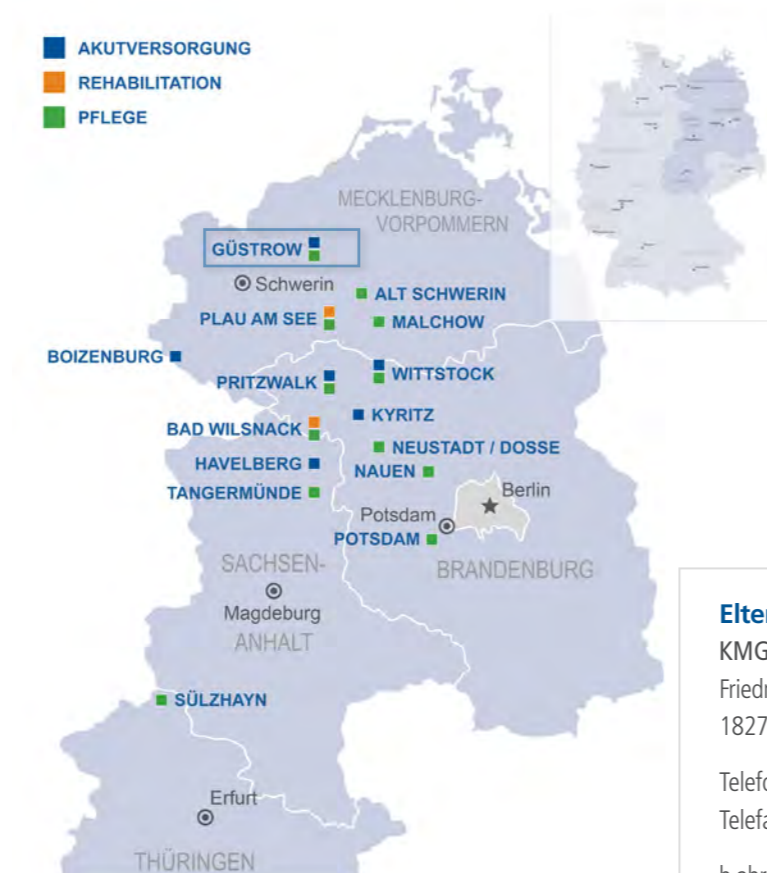 AKUTVERSORGUNG
REHABILITATION
PFLEGE
MECKLENBURG-
VORPOMMERN
GÜSTROW
Schwerin
ALT SCHWERIN
PLAU AM SEE
MALCHOW
BOIZENBURG
PRITZWALK
WITTSTOCK
KYRITZ
BAD WILSNACK
NEUSTADT / DOSSE
HAVELBERG
NAUEN
TANGERMÜNDE
Berlin
Potsdam
POTSDAM
SACHSEN-
BRANDENBURG
Magdeburg
ANHALT
SÜLZHAYN
Erfurt
THÜRINGEN
KMG
1827